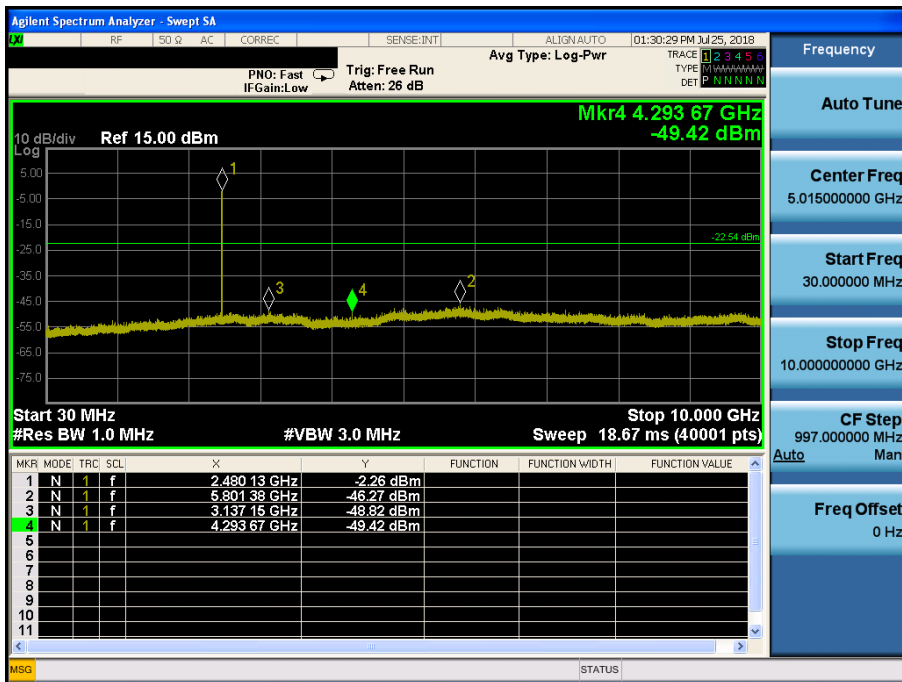 Agilent Spectrum Analyzer - Swept SA
LXI RF 50 Ω AC CORREC SENSE:INT ALIGN AUTO 01:30:29 PM Jul 25, 2018
PNO: Fast
IFGain:Low
Trig: Free Run
Atten: 26 dB
Avg Type: Log-Pwr
TRACE 1 2 3 4 5 6
TYPE M WWWWW
DET P N N N N N
Mkr4 4.293 67 GHz
-49.42 dBm
10 dB/div Ref 15.00 dBm
Log
5.00
-5.00
-15.0
-25.0
-35.0
-45.0
-55.0
-65.0
-75.0
1
3
4
2
-22.54 dBm
Start 30 MHz Stop 10.000 GHz
#Res BW 1.0 MHz #VBW 3.0 MHz Sweep 18.67 ms (40001 pts)
MKR MODE TRC SCL X Y FUNCTION FUNCTION WIDTH FUNCTION VALUE
1 N 1 f 2.480 13 GHz -2.26 dBm
2 N 1 f 5.801 38 GHz -46.27 dBm
3 N 1 f 3.137 15 GHz -48.82 dBm
4 N 1 f 4.293 67 GHz -49.42 dBm
5
6
7
8
9
10
11
MSG STATUS
Frequency
Auto Tune
Center Freq
5.015000000 GHz
Start Freq
30.000000 MHz
Stop Freq
10.000000000 GHz
CF Step
997.000000 MHz
Auto Man
Freq Offset
0 Hz